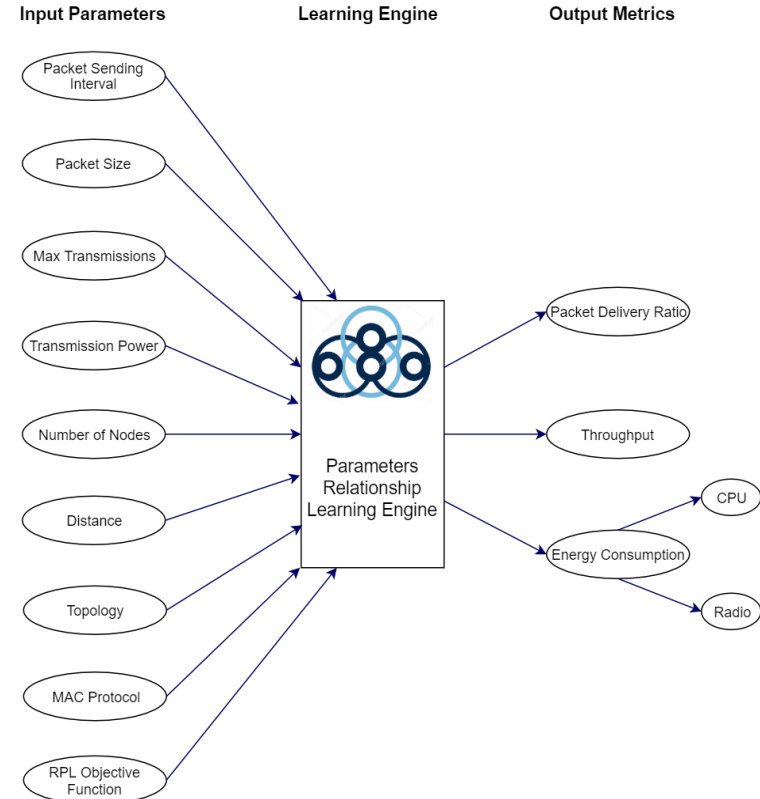 Input Parameters
Learning Engine
Output Metrics
Packet Sending
Interval
Packet Size
Max Transmissions
Transmission Power
Number of Nodes
Distance
Topology
MAC Protocol
RPL Objective
Function
Parameters
Relationship
Learning Engine
Packet Delivery Ratio
Throughput
Energy Consumption
CPU
Radio